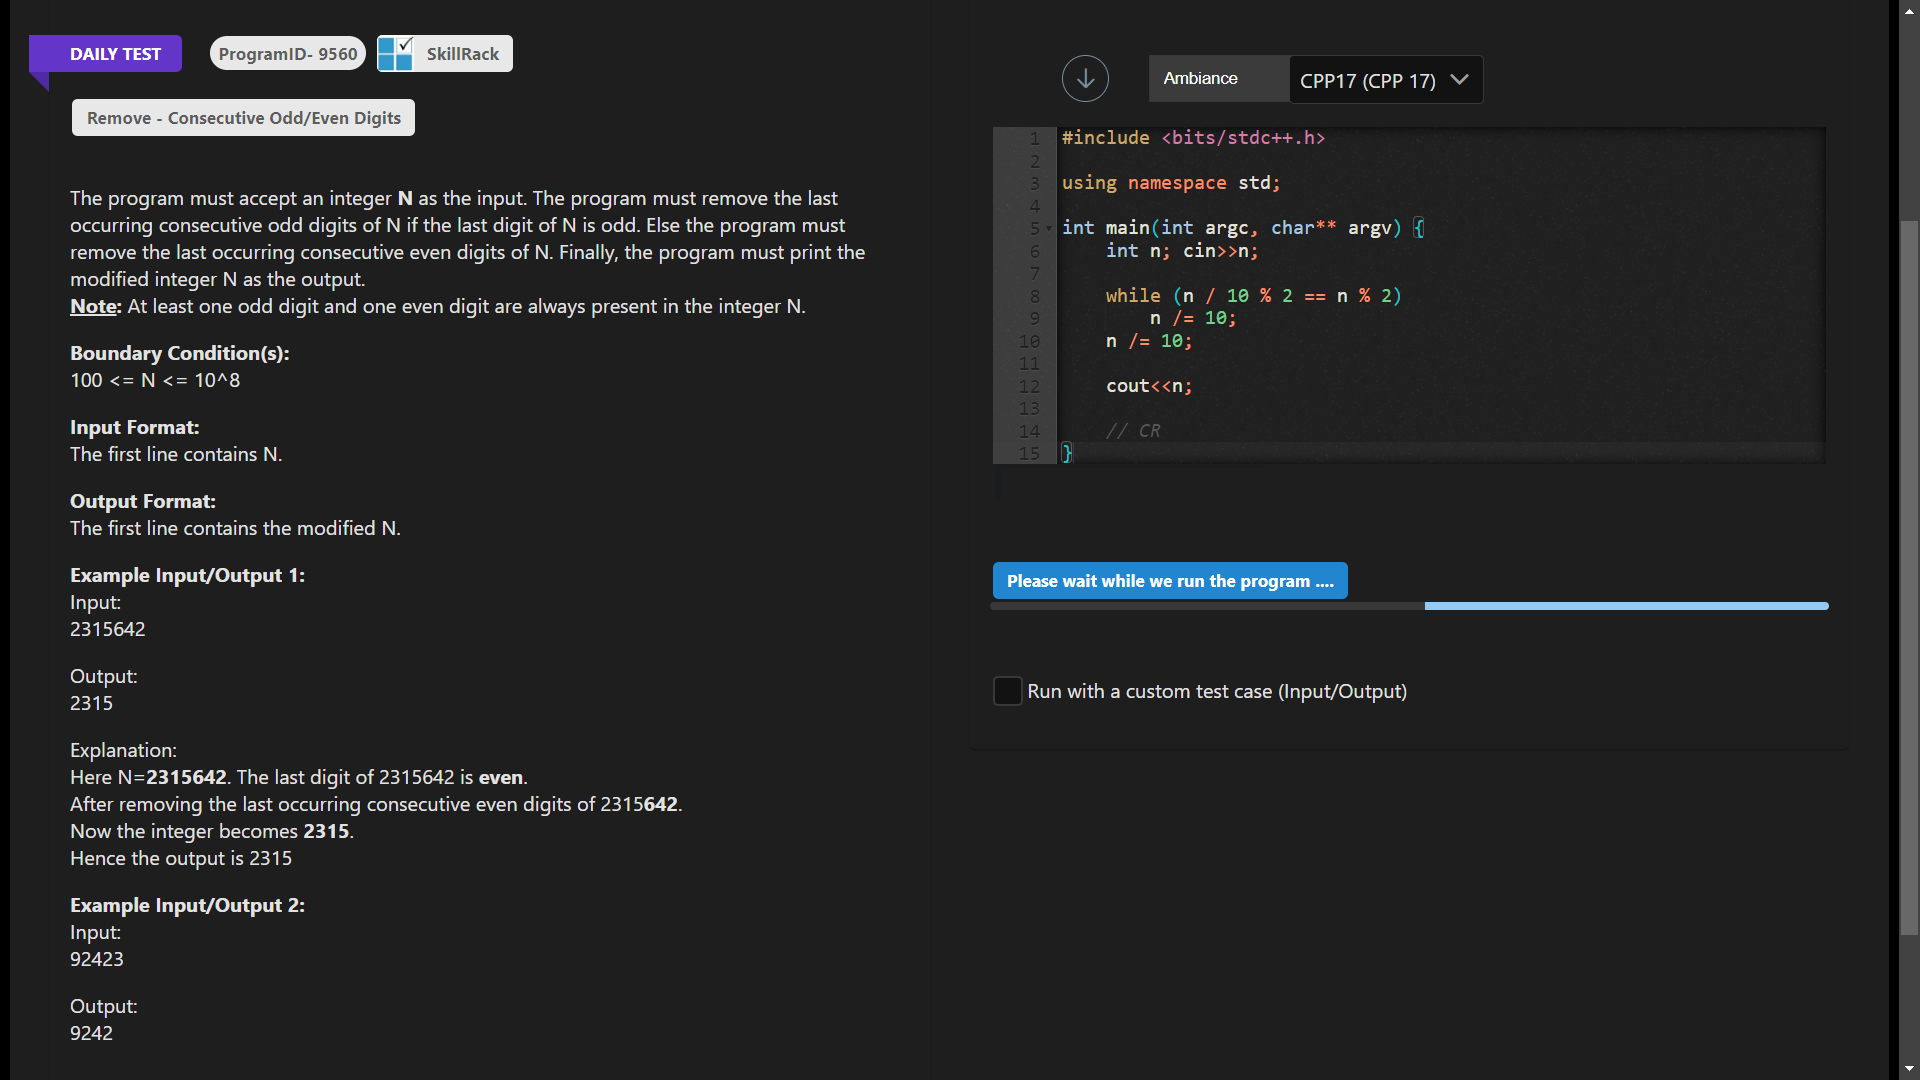 DAILY TEST
ProgramID- 9560
SkillRack
Remove - Consecutive Odd/Even Digits
The program must accept an integer N as the input. The program must remove the last
occurring consecutive odd digits of N if the last digit of N is odd. Else the program must
remove the last occurring consecutive even digits of N. Finally, the program must print the
modified integer N as the output.
Note: At least one odd digit and one even digit are always present in the integer N.
Boundary Condition(s):
100 <= N <= 10^8
Input Format:
The first line contains N.
Output Format:
The first line contains the modified N.
Example Input/Output 1:
Input:
2315642
Output:
2315
Explanation:
Here N=2315642. The last digit of 2315642 is even.
After removing the last occurring consecutive even digits of 2315642.
Now the integer becomes 2315.
Hence the output is 2315
Example Input/Output 2:
Input:
92423
Output:
9242
Ambiance
CPP17 (CPP 17)
1 #include <bits/stdc++.h>
2
3 using namespace std;
4
5 int main(int argc, char** argv) {
6     int n; cin>>n;
7
8     while (n / 10 % 2 == n % 2)
9         n /= 10;
10     n /= 10;
11
12     cout<<n;
13
14     // CR
15 }
Please wait while we run the program ....
Run with a custom test case (Input/Output)